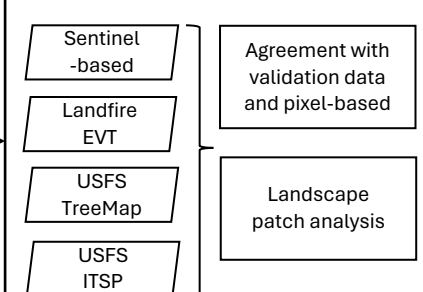 Sentinel
-based
Landfire
EVT
USFS
TreeMap
USFS
ITSP
Agreement with
validation data
and pixel-based
Landscape
patch analysis